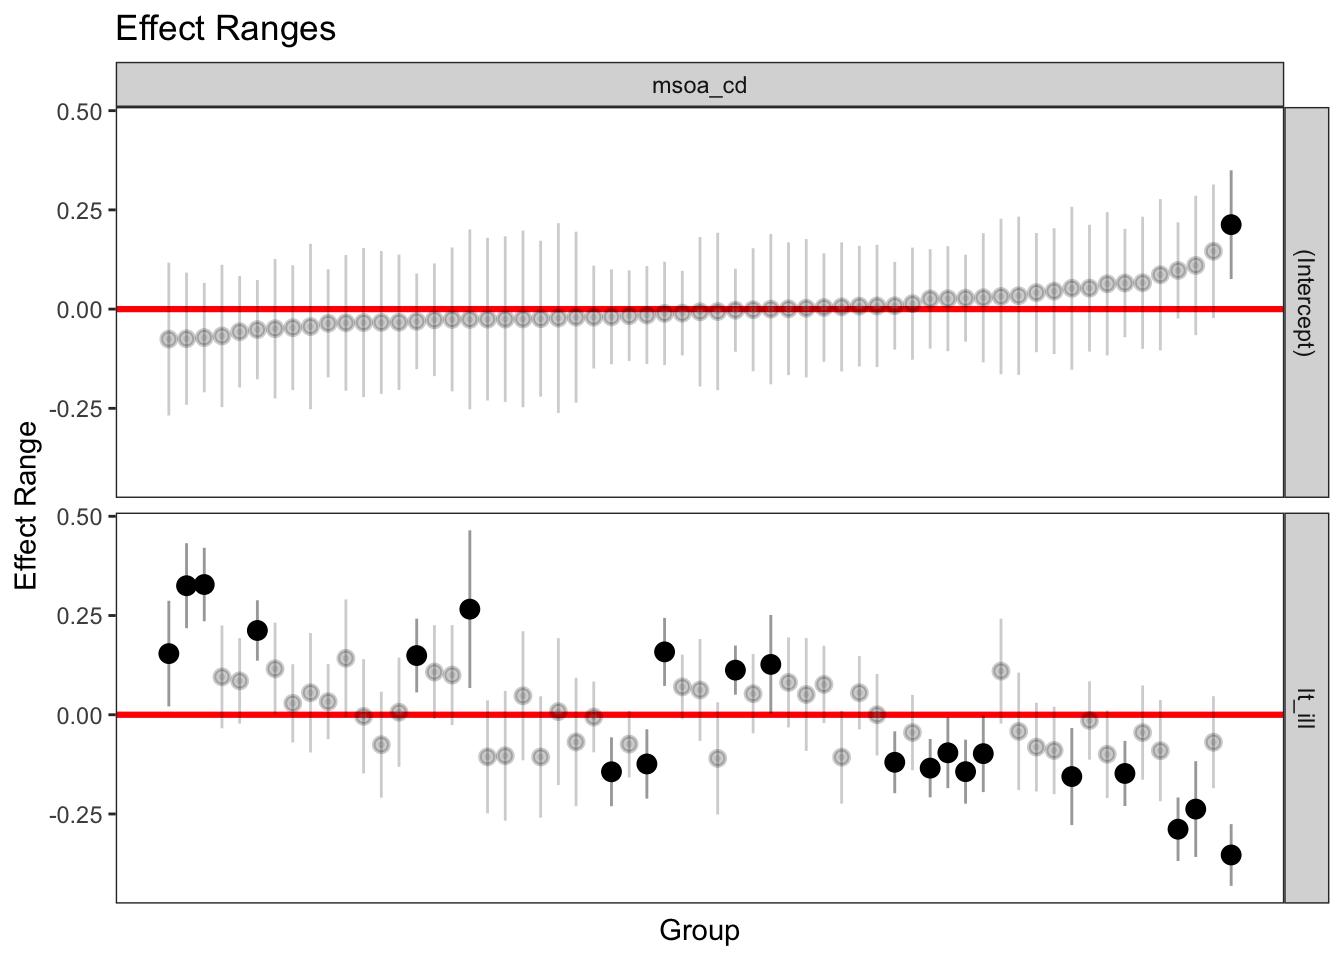 Effect Ranges
msoa_cd
Effect Range
0.50
0.25
0.00
-0.25
(Intercept)
0.50
0.25
0.00
-0.25
lt_ill
Group